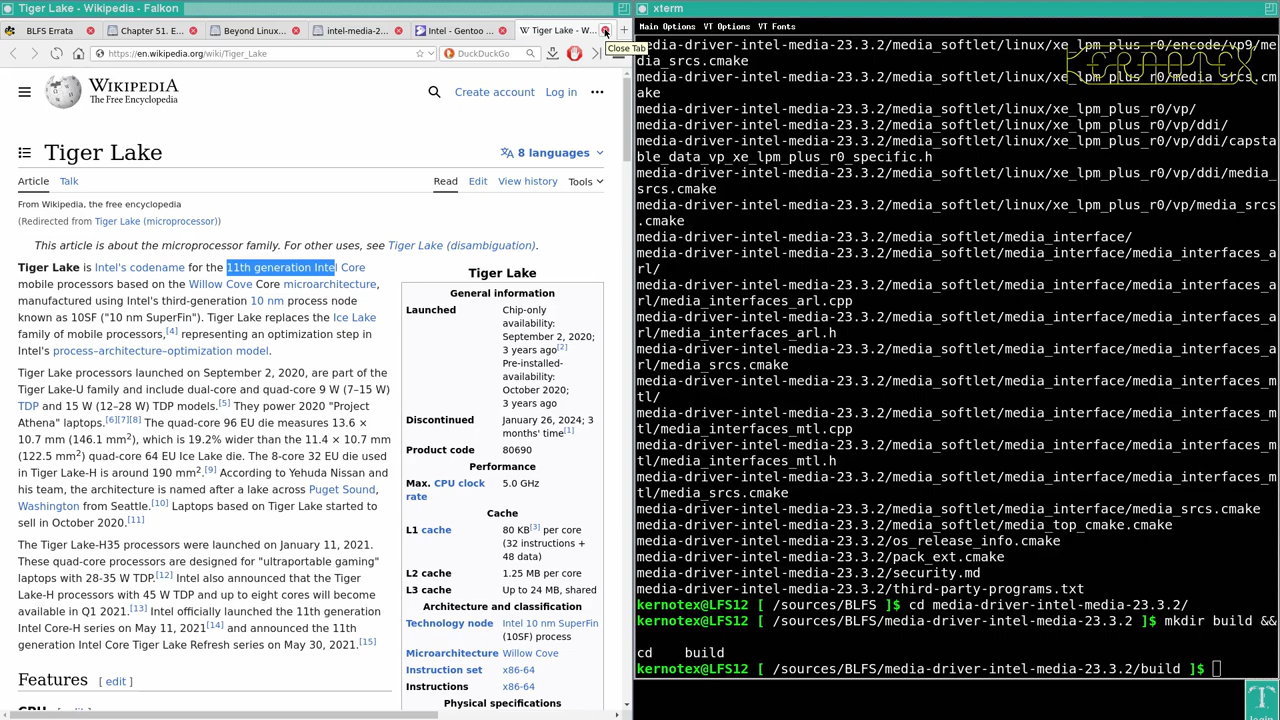 Tiger Lake - Wikipedia - Falkon
BLFS Errata
Chapter 51. E...
Beyond Linux...
intel-media-2...
Intel - Gentoo ...
Tiger Lake - W...
Close Tab
https://en.wikipedia.org/wiki/Tiger_Lake
DuckDuckGo
WIKIPEDIA
The Free Encyclopedia
Create account
Log in
Tiger Lake
8 languages
Article
Talk
Read
Edit
View history
Tools
From Wikipedia, the free encyclopedia
(Redirected from Tiger Lake (microprocessor))
This article is about the microprocessor family. For other uses, see Tiger Lake (disambiguation).
Tiger Lake is Intel's codename for the 11th generation Intel Core
mobile processors based on the Willow Cove Core microarchitecture,
manufactured using Intel's third-generation 10 nm process node
known as 10SF ("10 nm SuperFin"). Tiger Lake replaces the Ice Lake
family of mobile processors,[4] representing an optimization step in
Intel's process–architecture–optimization model.
Tiger Lake processors launched on September 2, 2020, are part of the
Tiger Lake-U family and include dual-core and quad-core 9 W (7–15 W)
TDP and 15 W (12–28 W) TDP models.[5] They power 2020 "Project
Athena" laptops.[6][7][8] The quad-core 96 EU die measures 13.6 ×
10.7 mm (146.1 mm2), which is 19.2% wider than the 11.4 × 10.7 mm
(122.5 mm2) quad-core 64 EU Ice Lake die. The 8-core 32 EU die used
in Tiger Lake-H is around 190 mm2.[9] According to Yehuda Nissan and
his team, the architecture is named after a lake across Puget Sound,
Washington from Seattle.[10] Laptops based on Tiger Lake started to
sell in October 2020.[11]
The Tiger Lake-H35 processors were launched on January 11, 2021.
These quad-core processors are designed for "ultraportable gaming"
laptops with 28-35 W TDP.[12] Intel also announced that the Tiger
Lake-H processors with 45 W TDP and up to eight cores will become
available in Q1 2021.[13] Intel officially launched the 11th generation
Intel Core-H series on May 11, 2021[14] and announced the 11th
generation Intel Core Tiger Lake Refresh series on May 30, 2021.[15]
Features [ edit ]
Tiger Lake
General information
Launched
Chip-only
availability:
September 2, 2020;
3 years ago[2]
Pre-installed-
availability:
October 2020;
3 years ago
Discontinued
January 26, 2024; 3
months' time[1]
Product code
80690
Performance
Max. CPU clock
rate
5.0 GHz
Cache
L1 cache
80 KB[3] per core
(32 instructions +
48 data)
L2 cache
1.25 MB per core
L3 cache
Up to 24 MB, shared
Architecture and classification
Technology node
Intel 10 nm SuperFin
(10SF) process
Microarchitecture
Willow Cove
Instruction set
x86-64
Instructions
x86-64
Physical specifications
xterm
Main Options VT Options VT Fonts
KERNOTEX
media-driver-intel-media-23.3.2/media_softlet/linux/xe_lpm_plus_r0/encode/vp9/me
dia_srcs.cmake
media-driver-intel-media-23.3.2/media_softlet/linux/xe_lpm_plus_r0/media_srcs.cm
ake
media-driver-intel-media-23.3.2/media_softlet/linux/xe_lpm_plus_r0/vp/
media-driver-intel-media-23.3.2/media_softlet/linux/xe_lpm_plus_r0/vp/ddi/
media-driver-intel-media-23.3.2/media_softlet/linux/xe_lpm_plus_r0/vp/ddi/capsta
ble_data_vp_xe_lpm_plus_r0_specific.h
media-driver-intel-media-23.3.2/media_softlet/linux/xe_lpm_plus_r0/vp/ddi/media_
srcs.cmake
media-driver-intel-media-23.3.2/media_softlet/linux/xe_lpm_plus_r0/vp/media_srcs
.cmake
media-driver-intel-media-23.3.2/media_softlet/media_interface/
media-driver-intel-media-23.3.2/media_softlet/media_interface/media_interfaces_a
rl/
media-driver-intel-media-23.3.2/media_softlet/media_interface/media_interfaces_a
rl/media_interfaces_arl.cpp
media-driver-intel-media-23.3.2/media_softlet/media_interface/media_interfaces_a
rl/media_interfaces_arl.h
media-driver-intel-media-23.3.2/media_softlet/media_interface/media_interfaces_a
rl/media_srcs.cmake
media-driver-intel-media-23.3.2/media_softlet/media_interface/media_interfaces_m
tl/
media-driver-intel-media-23.3.2/media_softlet/media_interface/media_interfaces_m
tl/media_interfaces_mtl.cpp
media-driver-intel-media-23.3.2/media_softlet/media_interface/media_interfaces_m
tl/media_interfaces_mtl.h
media-driver-intel-media-23.3.2/media_softlet/media_interface/media_interfaces_m
tl/media_srcs.cmake
media-driver-intel-media-23.3.2/media_softlet/media_interface/media_srcs.cmake
media-driver-intel-media-23.3.2/media_softlet/media_top_cmake.cmake
media-driver-intel-media-23.3.2/os_release_info.cmake
media-driver-intel-media-23.3.2/pack_ext.cmake
media-driver-intel-media-23.3.2/security.md
media-driver-intel-media-23.3.2/third-party-programs.txt
kernotex@LFS12 [ /sources/BLFS ]$ cd media-driver-intel-media-23.3.2/
kernotex@LFS12 [ /sources/BLFS/media-driver-intel-media-23.3.2 ]$ mkdir build &&
cd    build
kernotex@LFS12 [ /sources/BLFS/media-driver-intel-media-23.3.2/build ]$